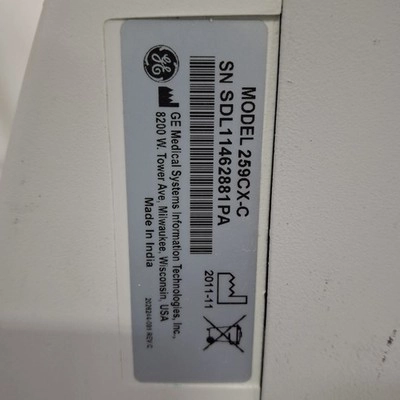 MODEL 259CX-C
SN SDL11462881PA
GE
GE Medical Systems Information Technologies, Inc.,
8200 W. Tower Ave, Milwaukee, Wisconsin, USA
Made In India
2011-11